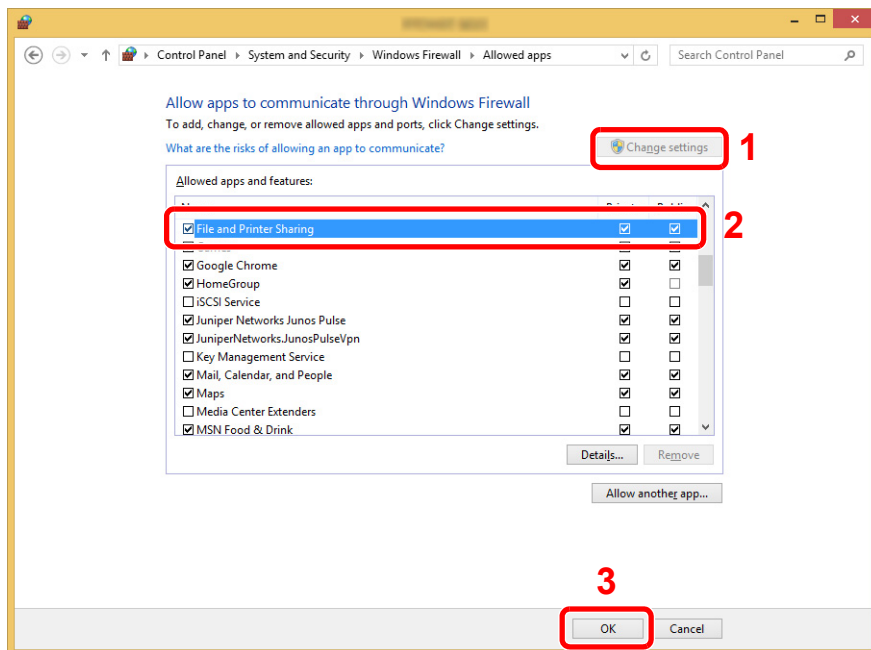 Control Panel System and Security Windows Firewall Allowed apps Search Control Panel
Allow apps to communicate through Windows Firewall
To add, change, or remove allowed apps and ports, click Change settings.
What are the risks of allowing an app to communicate? Change settings 1
Allowed apps and features:
File and Printer Sharing 2
Google Chrome
HomeGroup
iSCSI Service
Juniper Networks Junos Pulse
JuniperNetworks.JunosPulseVpn
Key Management Service
Mail, Calendar, and People
Maps
Media Center Extenders
MSN Food & Drink
Details... Remove
Allow another app...
3
OK Cancel